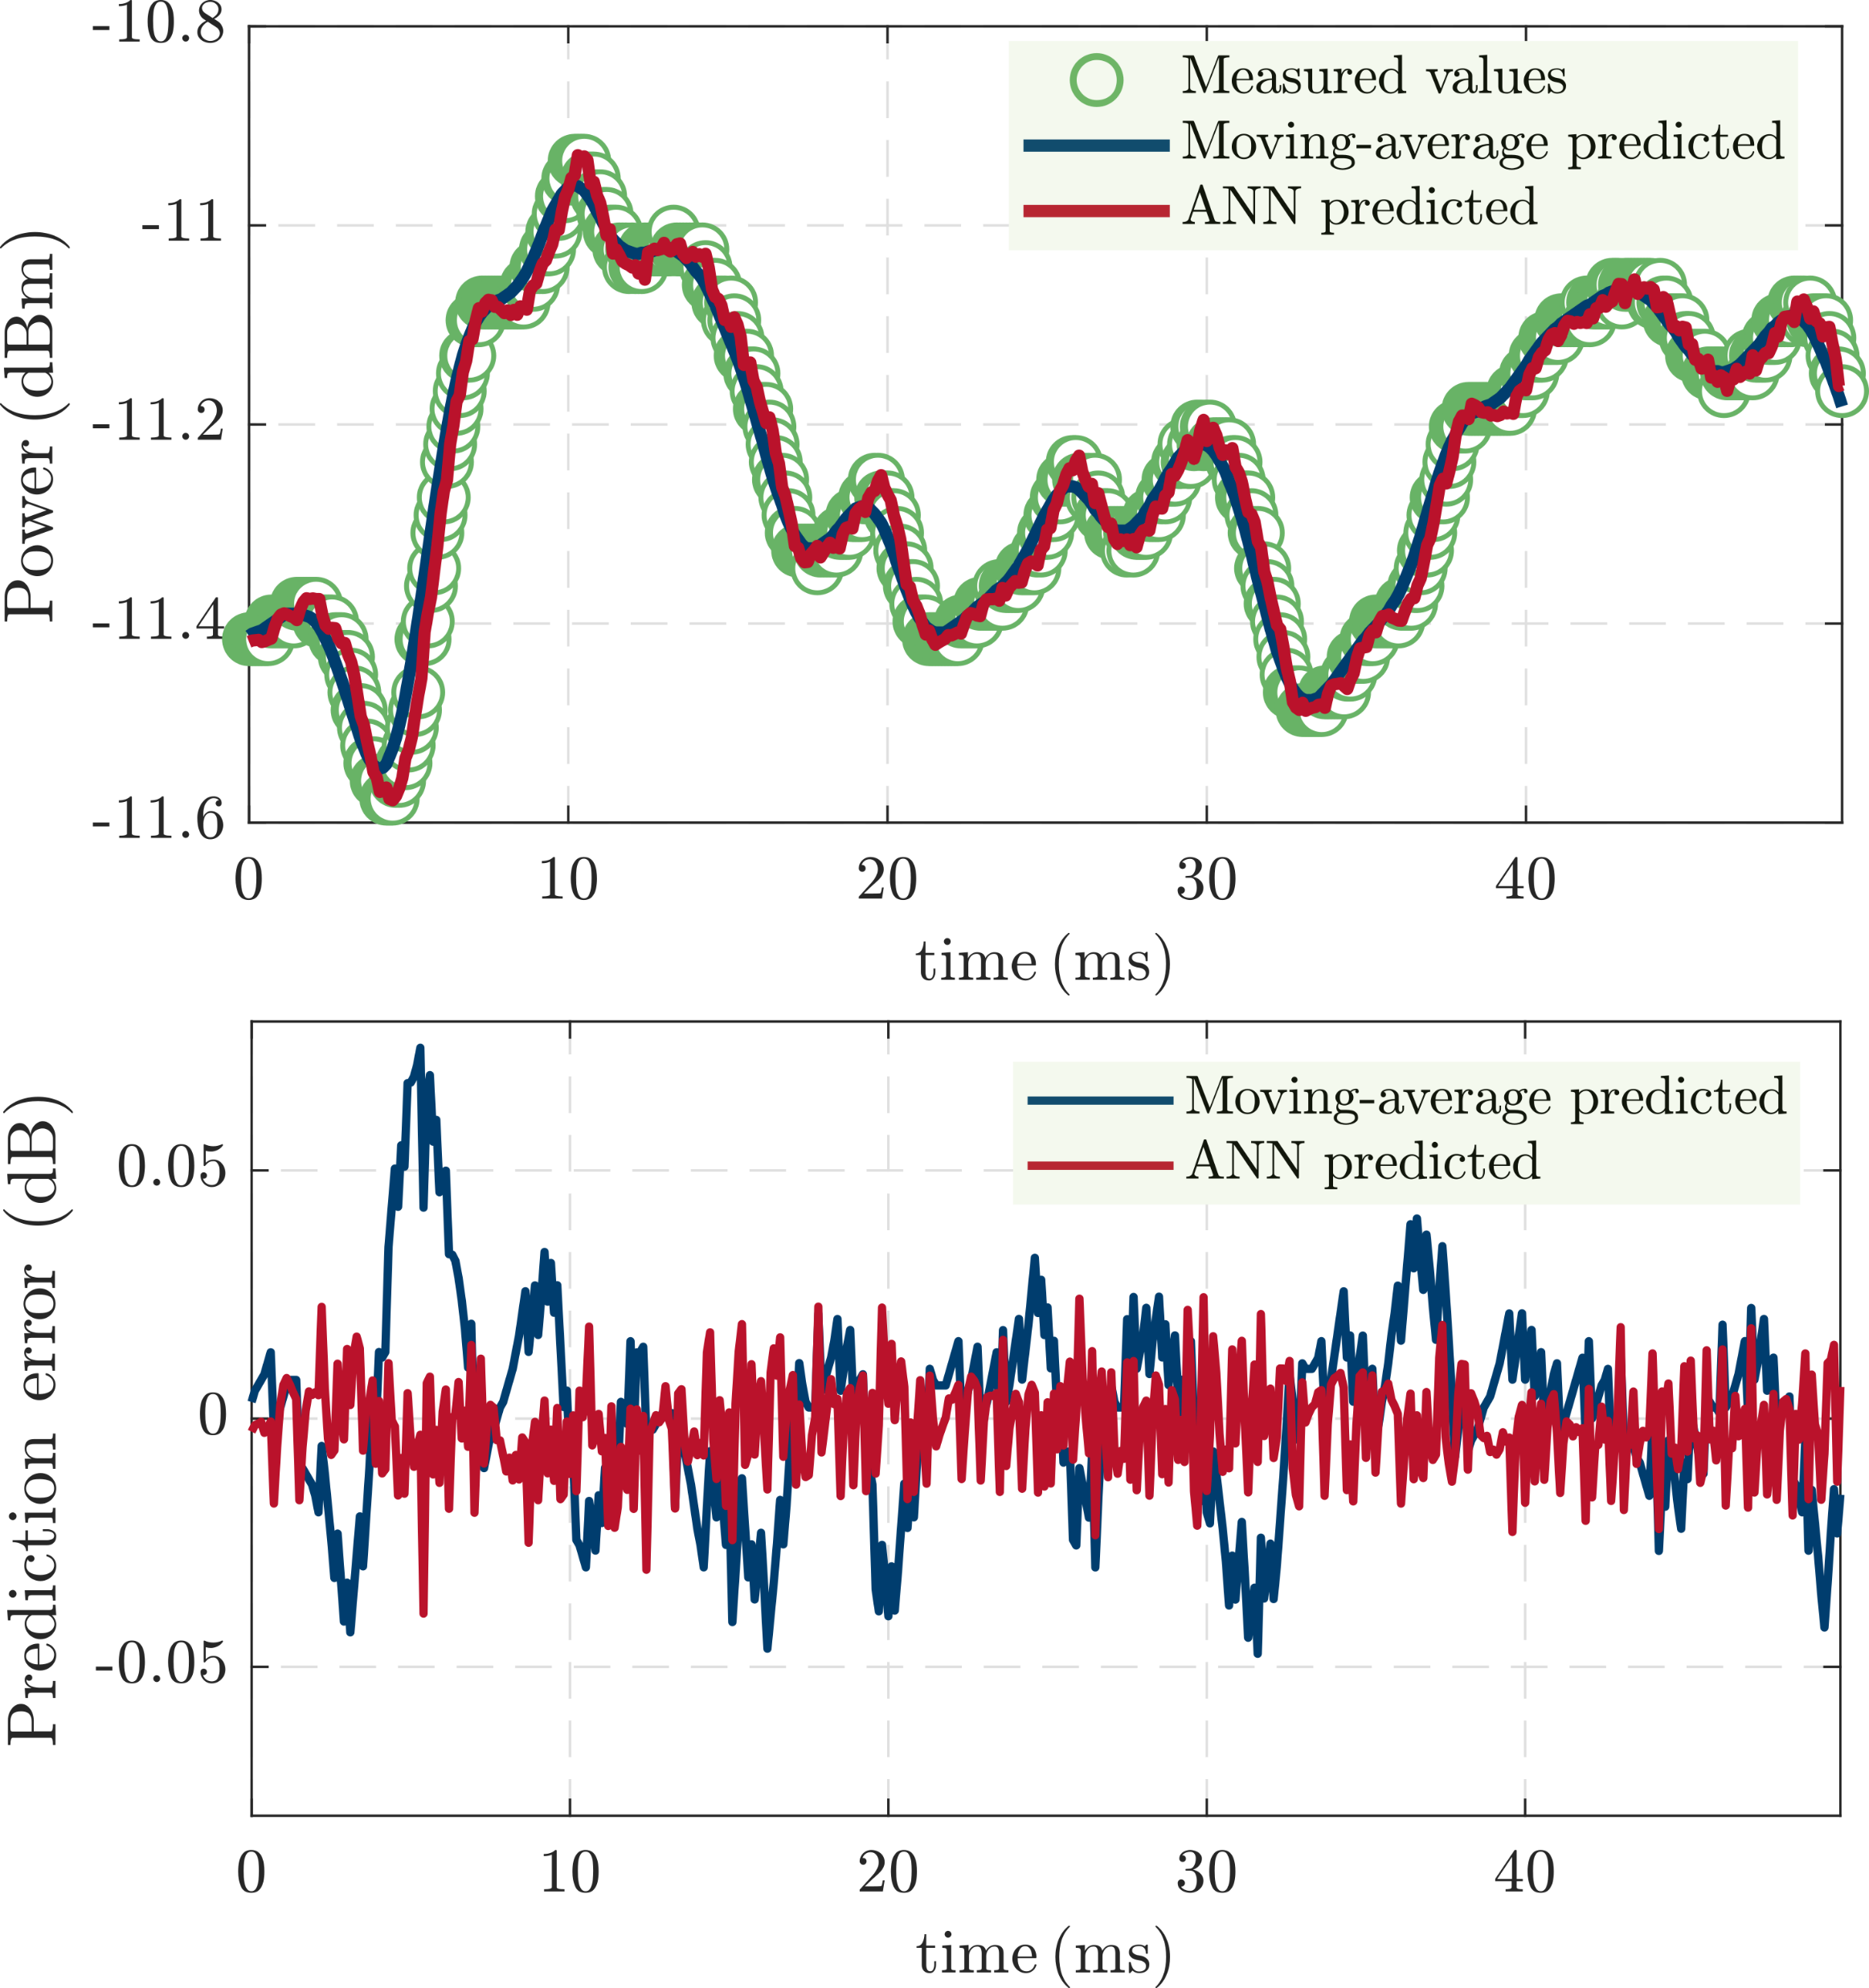 Power (dBm)
-10.8
-11
-11.2
-11.4
-11.6
Measured values
Moving-average predicted
ANN predicted
0 10 20 30 40
time (ms)
Prediction error (dB)
0.05
0
-0.05
Moving-average predicted
ANN predicted
0 10 20 30 40
time (ms)